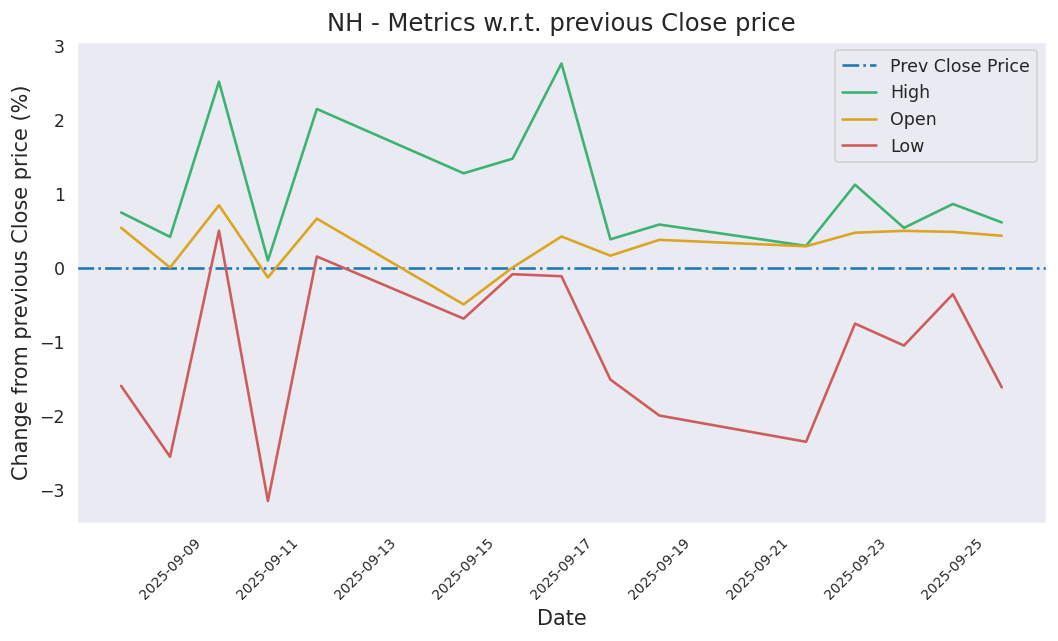 NH - Metrics w.r.t. previous Close price
Change from previous Close price (%)
3
2
1
0
−1
−2
−3
Prev Close Price
High
Open
Low
2025-09-09
2025-09-11
2025-09-13
2025-09-15
2025-09-17
2025-09-19
2025-09-21
2025-09-23
2025-09-25
Date